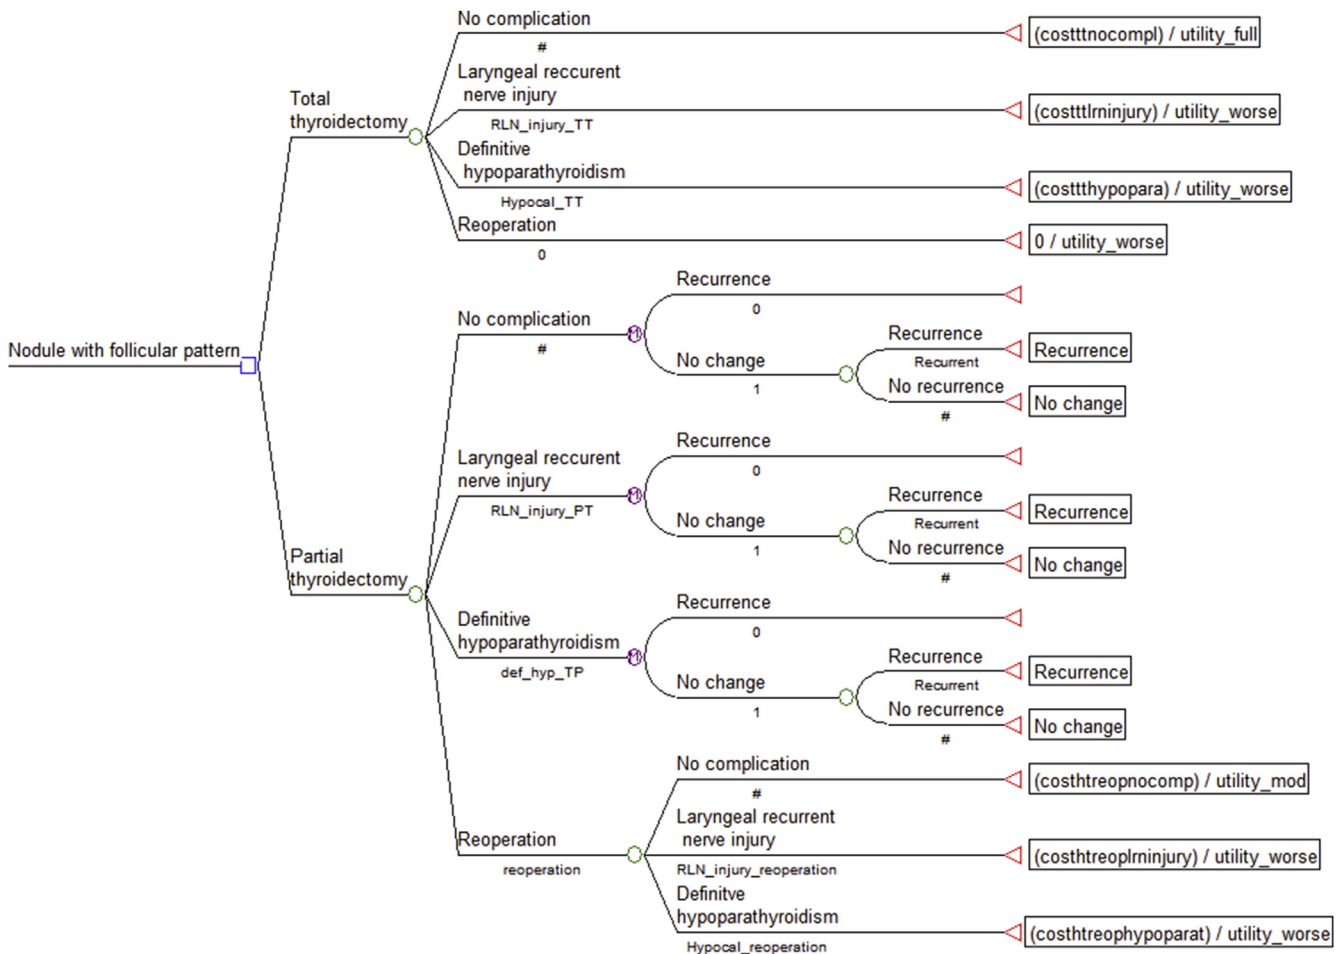 No complication
#
(costttnocompl) / utility_full
Laryngeal reccurent
nerve injury
RLN_injury_TT
(costttlrninjury) / utility_worse
Total
thyroidectomy
Definitive
hypoparathyroidism
Hypocal_TT
(costtthypopara) / utility_worse
Reoperation
0
0 / utility_worse
Nodule with follicular pattern
Partial
thyroidectomy
No complication
#
M
Recurrence
0
No change
1
Recurrence
Recurrent
Recurrence
No recurrence
#
No change
Laryngeal reccurent
nerve injury
RLN_injury_PT
M
Recurrence
0
No change
1
Recurrence
Recurrent
Recurrence
No recurrence
#
No change
Definitive
hypoparathyroidism
def_hyp_TP
M
Recurrence
0
No change
1
Recurrence
Recurrent
Recurrence
No recurrence
#
No change
Reoperation
reoperation
No complication
#
(costhtreopnocomp) / utility_mod
Laryngeal recurrent
nerve injury
RLN_injury_reoperation
(costhtreoplrninjury) / utility_worse
Definitve
hypoparathyroidism
Hypocal_reoperation
(costhtreophypoparat) / utility_worse